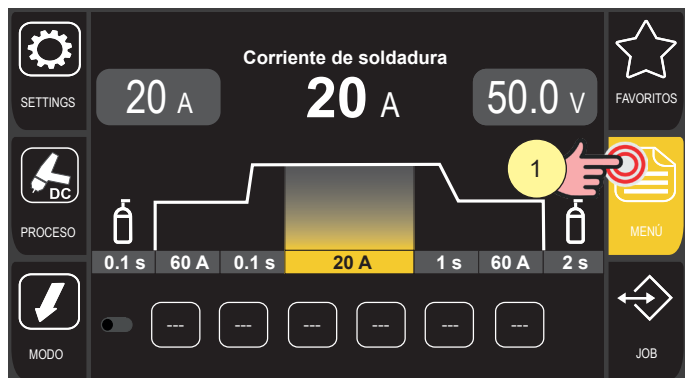 SETTINGS
DC
PROCESO
MODO
Corriente de soldadura
20 A
20 A
50.0 V
1
0.1 s
60 A
0.1 s
20 A
1 s
60 A
2 s
---
---
---
---
---
---
FAVORITOS
MENÚ
JOB